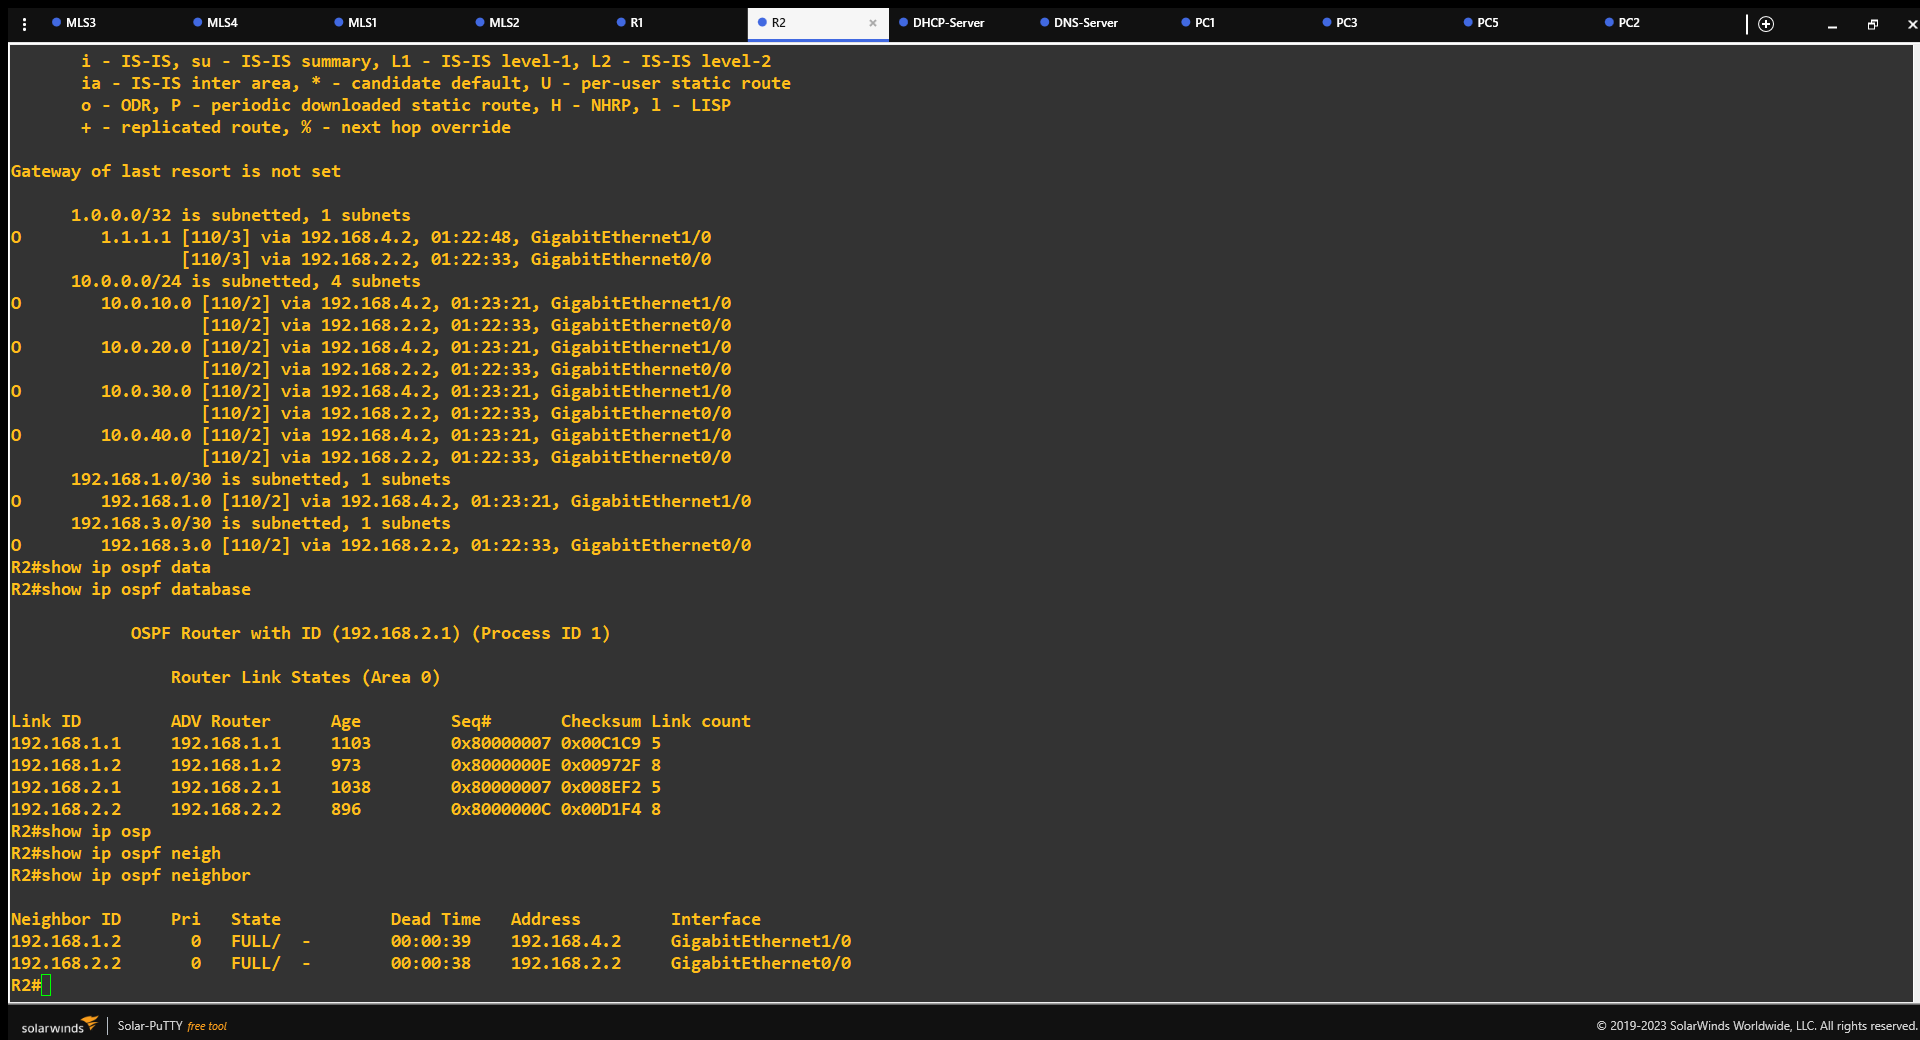 MLS3 MLS4 MLS1 MLS2 R1 R2 × DHCP-Server DNS-Server PC1 PC3 PC5 PC2
i - IS-IS, su - IS-IS summary, L1 - IS-IS level-1, L2 - IS-IS level-2
ia - IS-IS inter area, * - candidate default, U - per-user static route
o - ODR, P - periodic downloaded static route, H - NHRP, l - LISP
+ - replicated route, % - next hop override
Gateway of last resort is not set
1.0.0.0/32 is subnetted, 1 subnets
O 1.1.1.1 [110/3] via 192.168.4.2, 01:22:48, GigabitEthernet1/0
[110/3] via 192.168.2.2, 01:22:33, GigabitEthernet0/0
10.0.0.0/24 is subnetted, 4 subnets
O 10.0.10.0 [110/2] via 192.168.4.2, 01:23:21, GigabitEthernet1/0
[110/2] via 192.168.2.2, 01:22:33, GigabitEthernet0/0
O 10.0.20.0 [110/2] via 192.168.4.2, 01:23:21, GigabitEthernet1/0
[110/2] via 192.168.2.2, 01:22:33, GigabitEthernet0/0
O 10.0.30.0 [110/2] via 192.168.4.2, 01:23:21, GigabitEthernet1/0
[110/2] via 192.168.2.2, 01:22:33, GigabitEthernet0/0
O 10.0.40.0 [110/2] via 192.168.4.2, 01:23:21, GigabitEthernet1/0
[110/2] via 192.168.2.2, 01:22:33, GigabitEthernet0/0
192.168.1.0/30 is subnetted, 1 subnets
O 192.168.1.0 [110/2] via 192.168.4.2, 01:23:21, GigabitEthernet1/0
192.168.3.0/30 is subnetted, 1 subnets
O 192.168.3.0 [110/2] via 192.168.2.2, 01:22:33, GigabitEthernet0/0
R2#show ip ospf data
R2#show ip ospf database
OSPF Router with ID (192.168.2.1) (Process ID 1)
Router Link States (Area 0)
Link ID ADV Router Age Seq# Checksum Link count
192.168.1.1 192.168.1.1 1103 0x80000007 0x00C1C9 5
192.168.1.2 192.168.1.2 973 0x8000000E 0x00972F 8
192.168.2.1 192.168.2.1 1038 0x80000007 0x008EF2 5
192.168.2.2 192.168.2.2 896 0x8000000C 0x00D1F4 8
R2#show ip osp
R2#show ip ospf neigh
R2#show ip ospf neighbor
Neighbor ID Pri State Dead Time Address Interface
192.168.1.2 0 FULL/ - 00:00:39 192.168.4.2 GigabitEthernet1/0
192.168.2.2 0 FULL/ - 00:00:38 192.168.2.2 GigabitEthernet0/0
R2#
solarwinds Solar-PuTTY free tool © 2019-2023 SolarWinds Worldwide, LLC. All rights reserved.